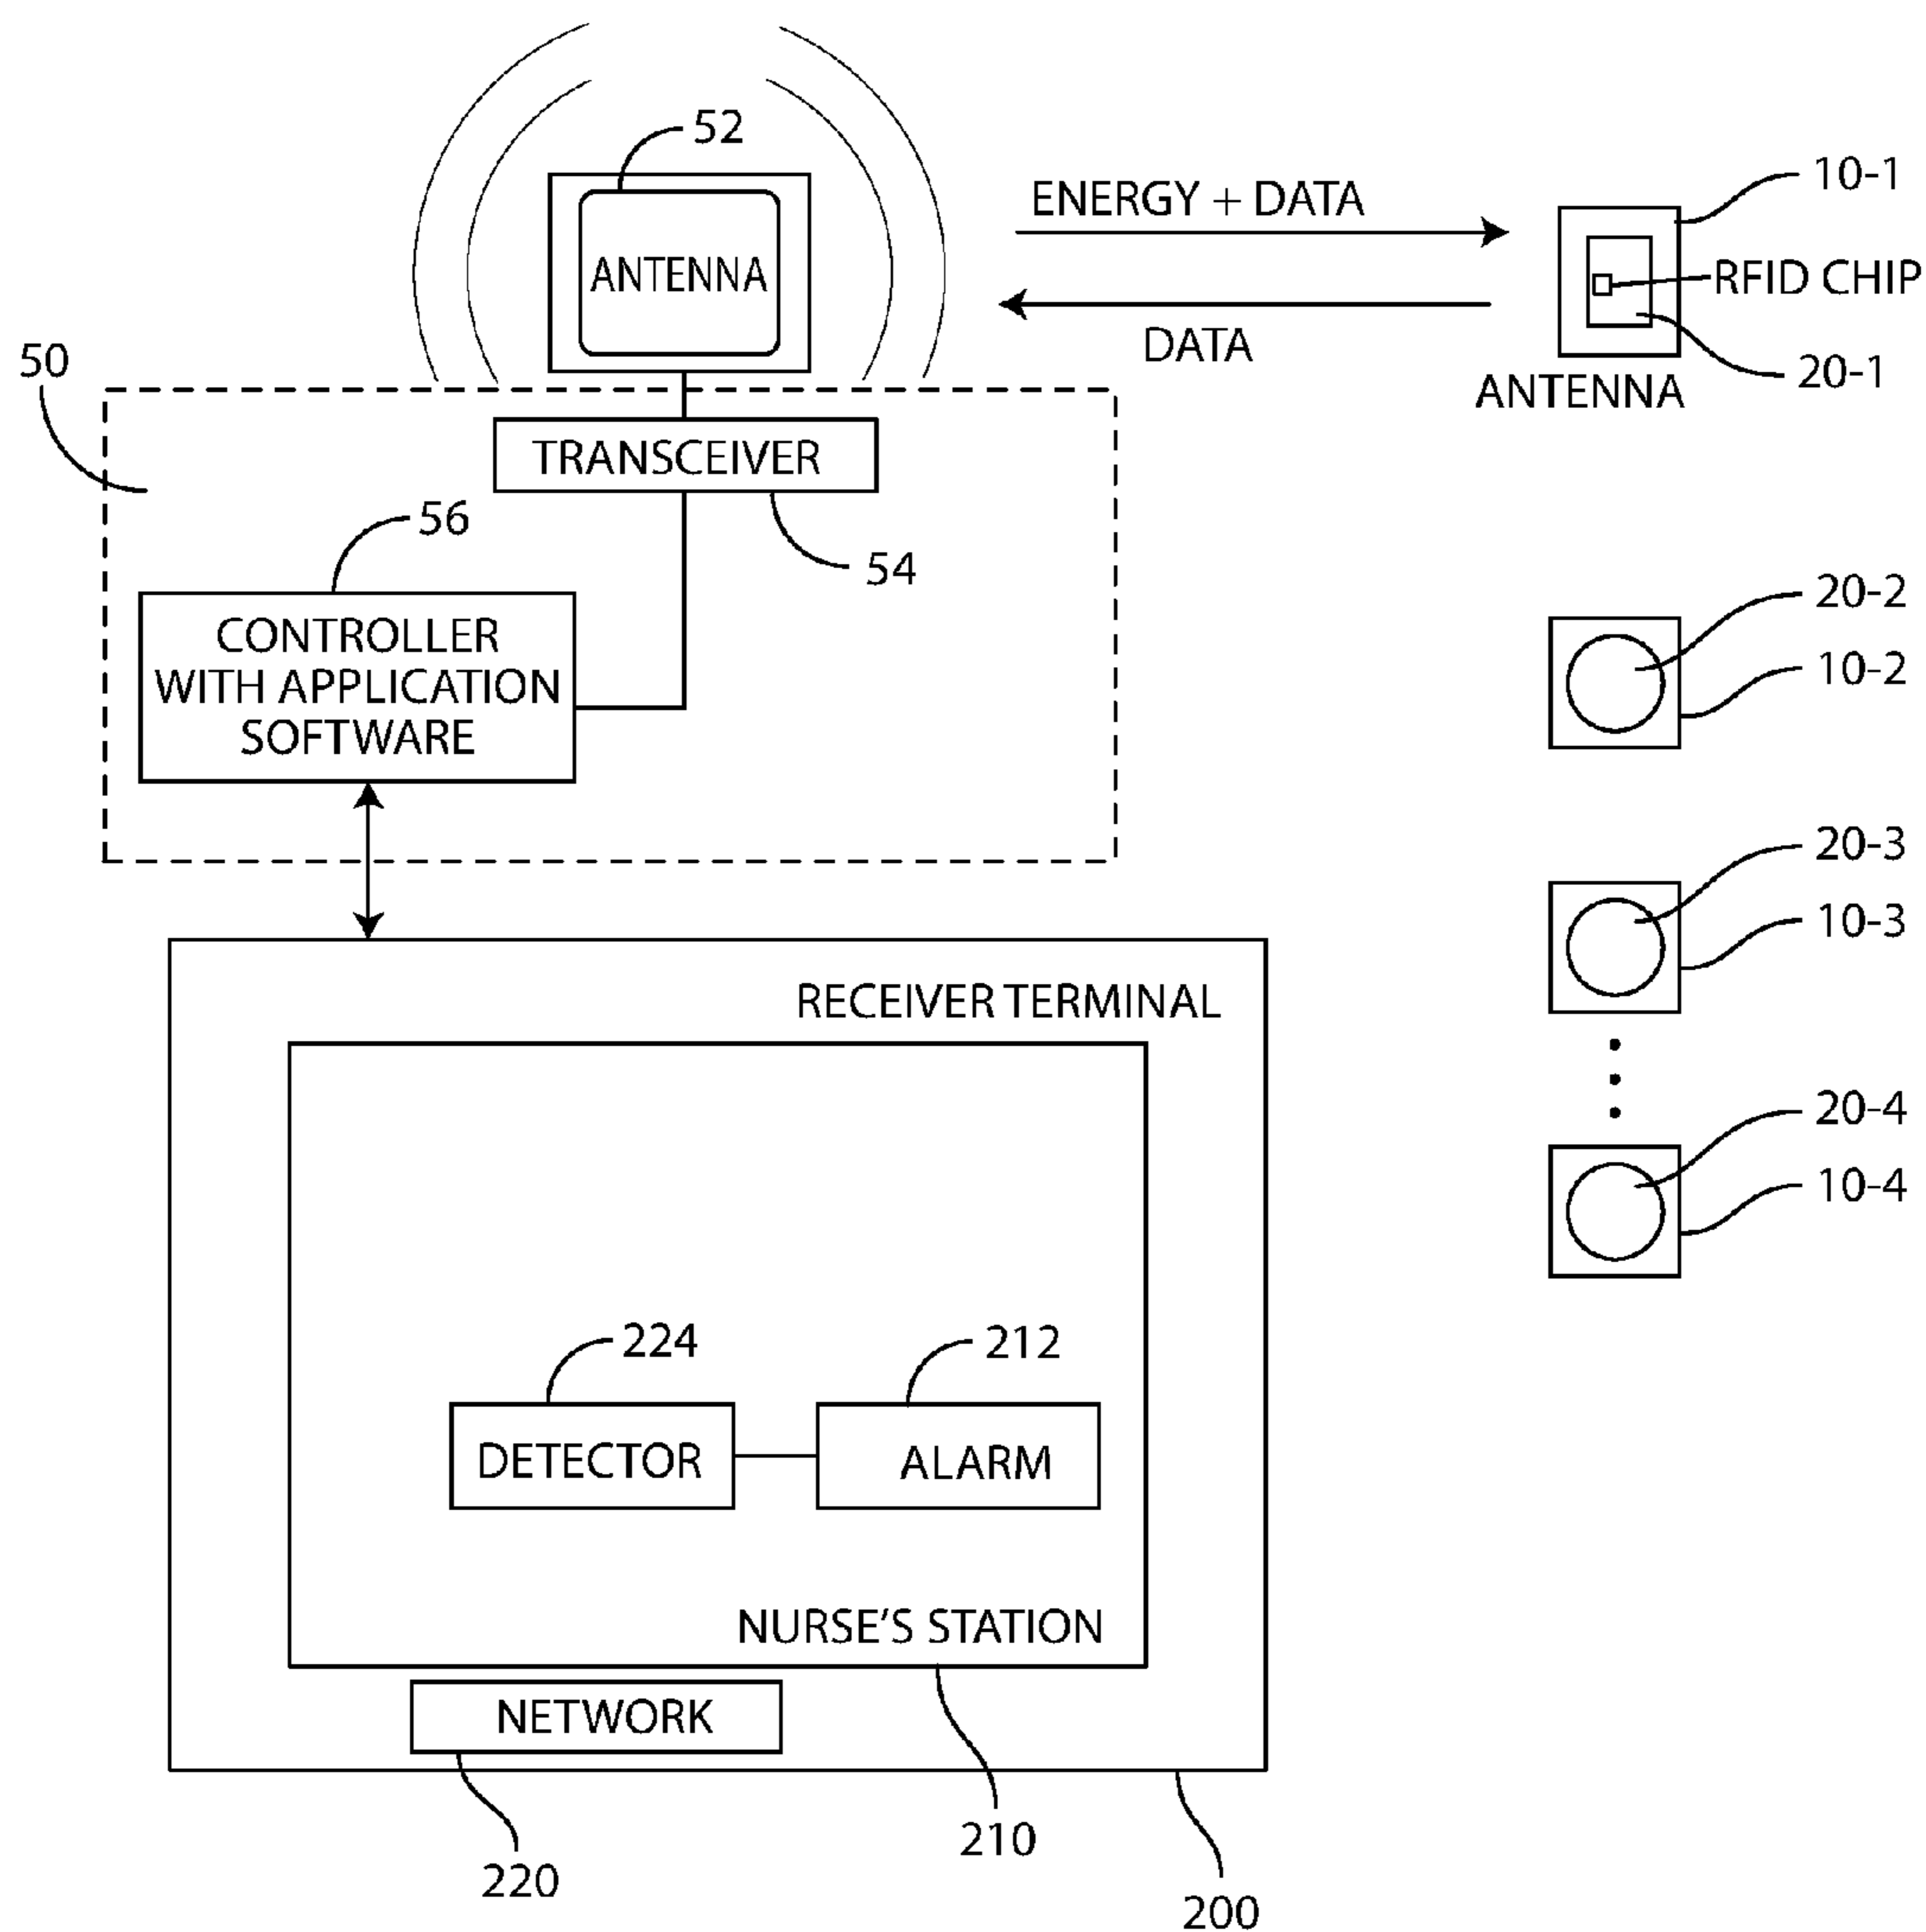 52
ANTENNA
ENERGY + DATA
DATA
10-1
RFID CHIP
20-1
ANTENNA
50
TRANSCEIVER
54
56
CONTROLLER
WITH APPLICATION
SOFTWARE
20-2
10-2
20-3
10-3
20-4
10-4
RECEIVER TERMINAL
224
212
DETECTOR
ALARM
NURSE'S STATION
NETWORK
210
220
200